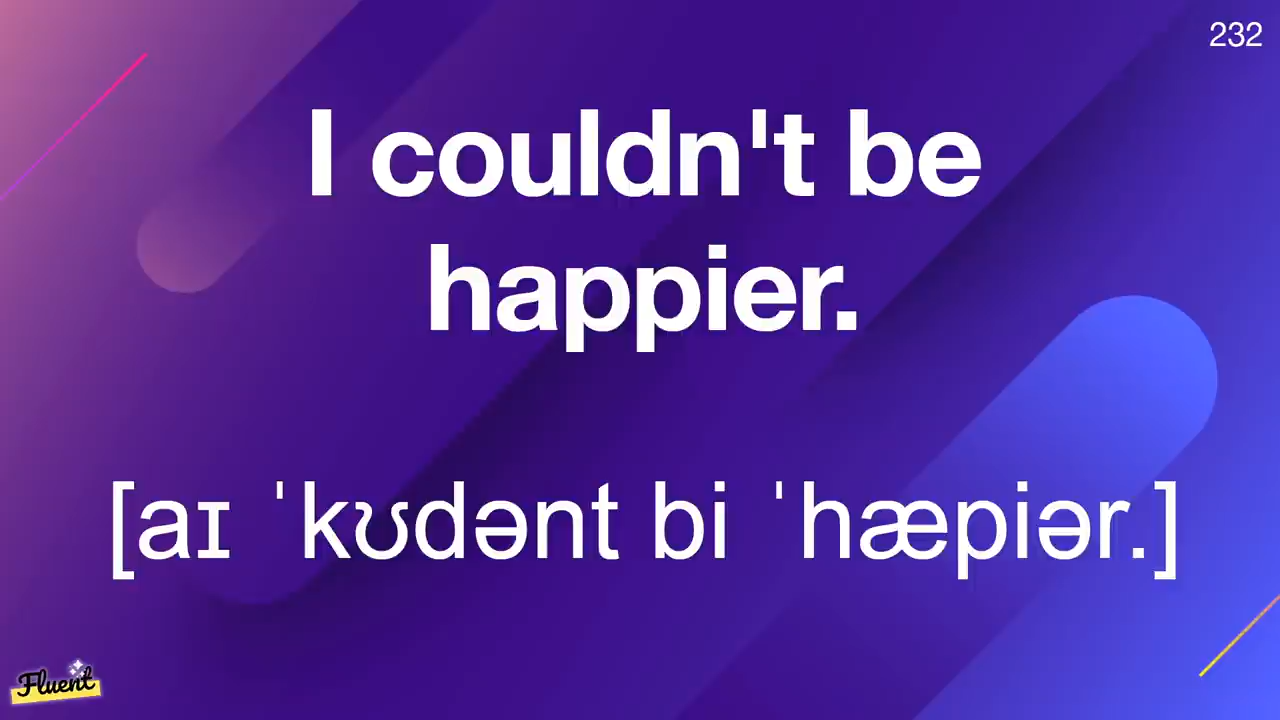 232
I couldn't be
happier.
[aɪ ˈkʊdənt bi ˈhæpiər.]
Fluent